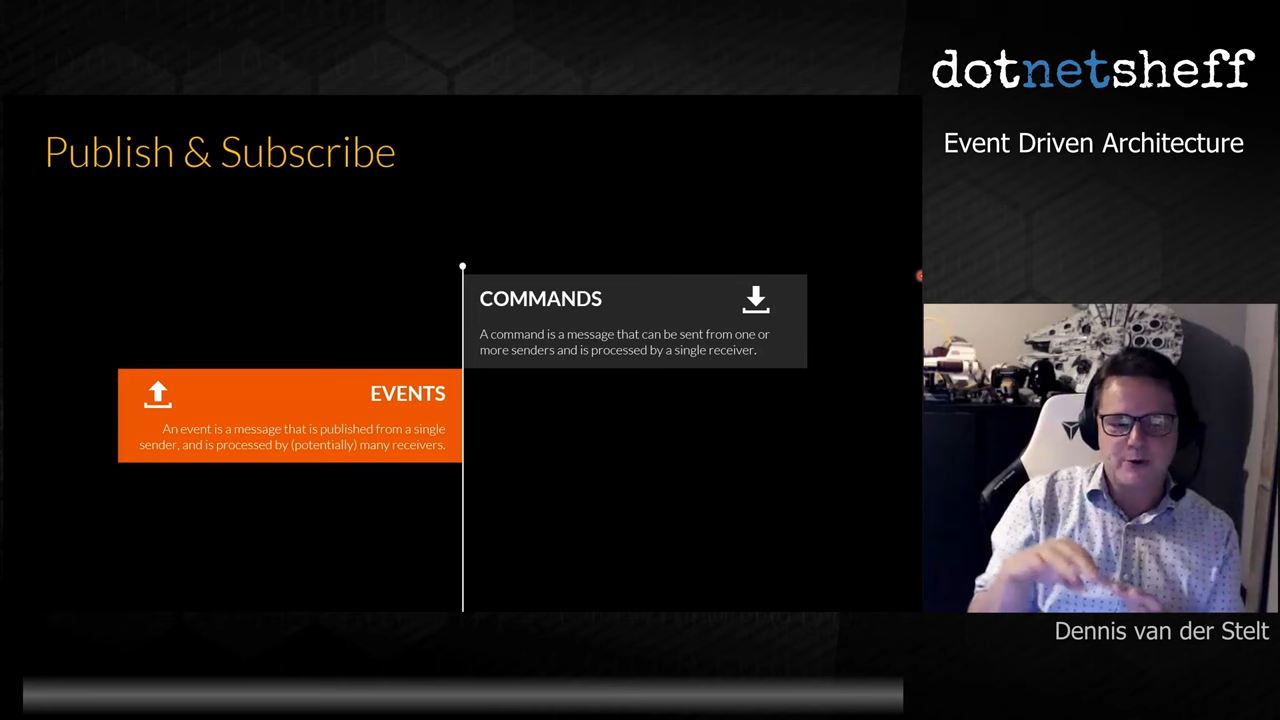 dotnetsheff
Event Driven Architecture
Publish & Subscribe
COMMANDS
A command is a message that can be sent from one or
more senders and is processed by a single receiver.
EVENTS
An event is a message that is published from a single
sender, and is processed by (potentially) many receivers.
Dennis van der Stelt